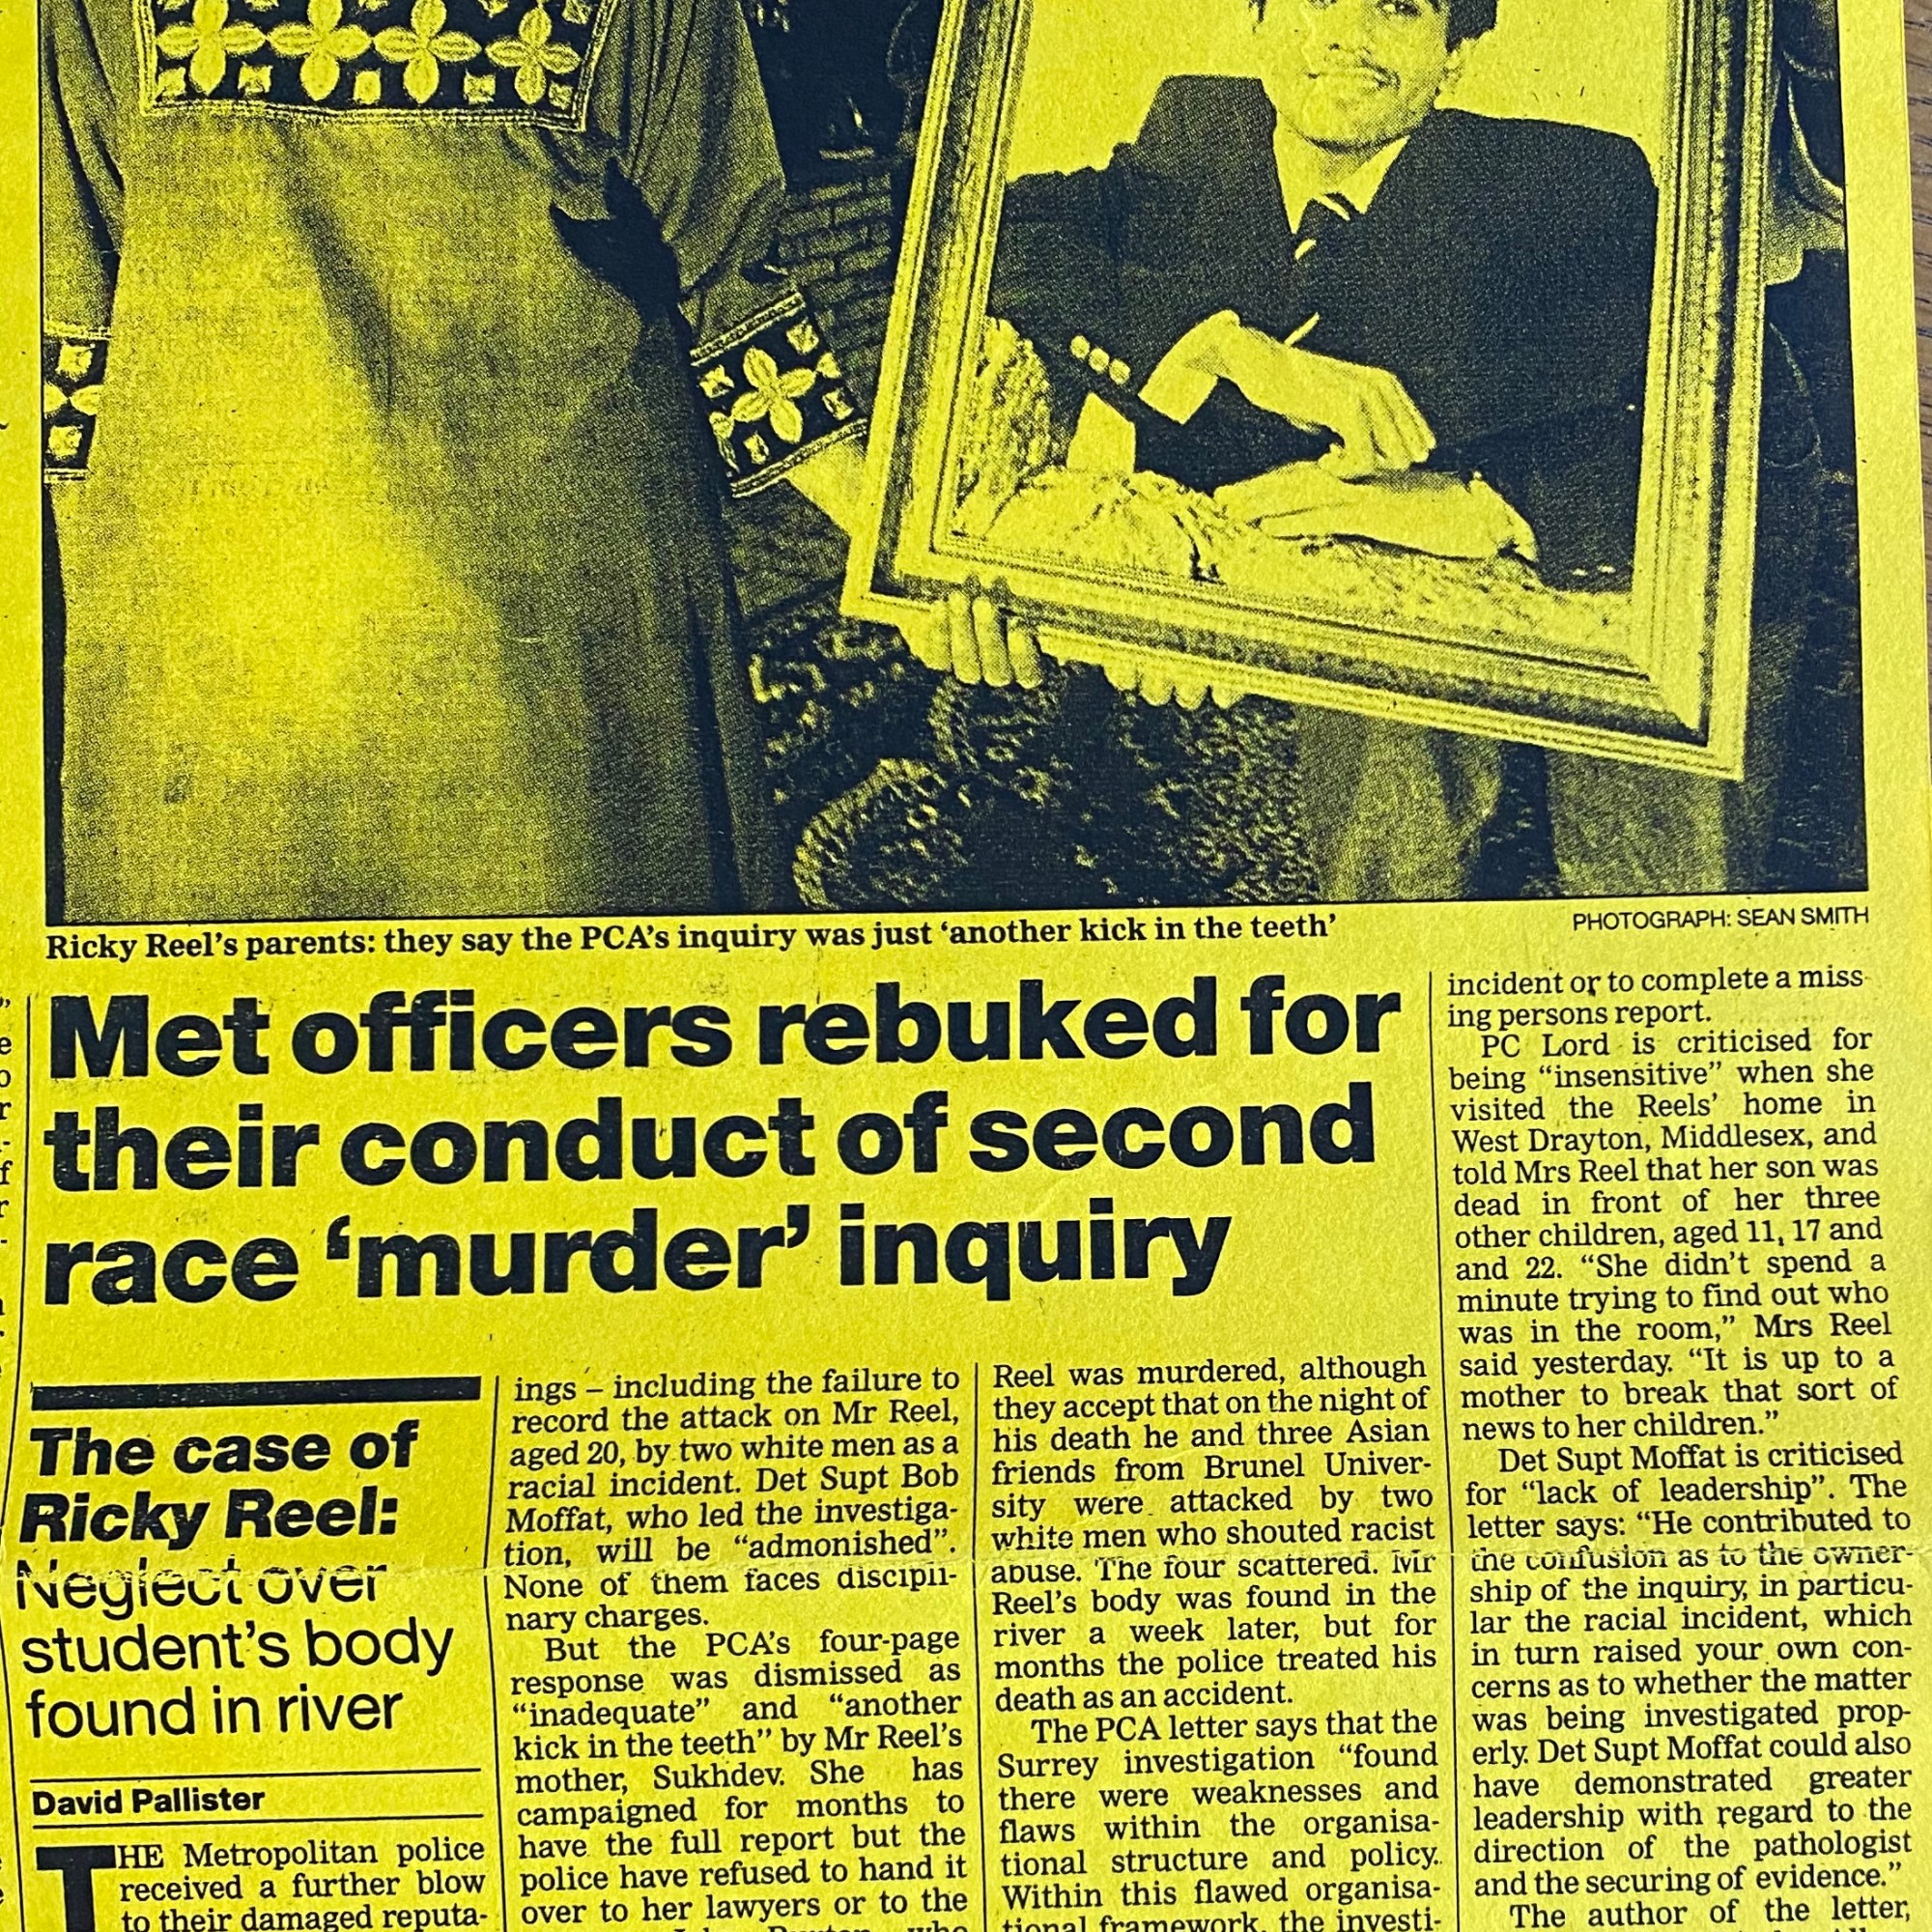 Ricky Reel's parents: they say the PCA's inquiry was just ‘another kick in the teeth’
PHOTOGRAPH: SEAN SMITH
Met officers rebuked for
their conduct of second
race ‘murder’ inquiry
The case of
Ricky Reel:
Neglect over
student's body
found in river
David Pallister
THE Metropolitan police
received a further blow
to their damaged reputa-
ings – including the failure to
record the attack on Mr Reel,
aged 20, by two white men as a
racial incident. Det Supt Bob
Moffat, who led the investiga-
tion, will be “admonished”.
None of them faces discipli-
nary charges.
But the PCA's four-page
response was dismissed as
“inadequate” and “another
kick in the teeth” by Mr Reel's
mother, Sukhdev. She has
campaigned for months to
have the full report but the
police have refused to hand it
over to her lawyers or to the
Reel was murdered, although
they accept that on the night of
his death he and three Asian
friends from Brunel Univer-
sity were attacked by two
white men who shouted racist
abuse. The four scattered. Mr
Reel's body was found in the
river a week later, but for
months the police treated his
death as an accident.
The PCA letter says that the
Surrey investigation “found
there were weaknesses and
flaws within the organisa-
tional structure and policy.
Within this flawed organisa-
tional framework, the investi-
incident or to complete a miss-
ing persons report.
PC Lord is criticised for
being “insensitive” when she
visited the Reels' home in
West Drayton, Middlesex, and
told Mrs Reel that her son was
dead in front of her three
other children, aged 11, 17 and
and 22. “She didn't spend a
minute trying to find out who
was in the room,” Mrs Reel
said yesterday. “It is up to a
mother to break that sort of
news to her children.”
Det Supt Moffat is criticised
for “lack of leadership”. The
letter says: “He contributed to
the confusion as to the owner-
ship of the inquiry, in particu-
lar the racial incident, which
in turn raised your own con-
cerns as to whether the matter
was being investigated prop-
erly. Det Supt Moffat could also
have demonstrated greater
leadership with regard to the
direction of the pathologist
and the securing of evidence.”
The author of the letter,